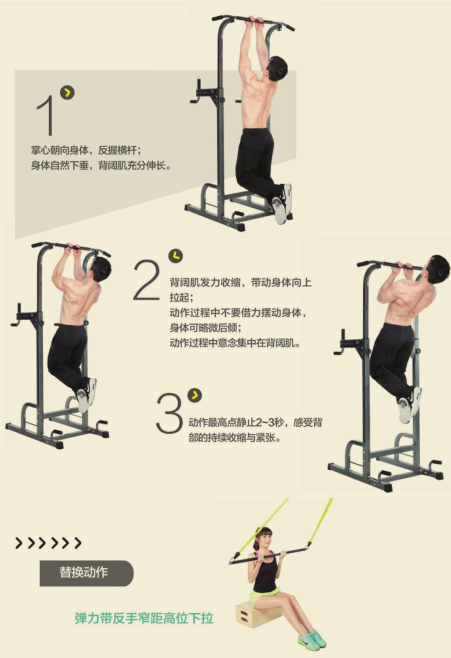 1
掌心朝向身体，反握横杆；
身体自然下垂，背阔肌充分伸长。
2
背阔肌发力收缩，带动身体向上
拉起；
动作过程中不要借力摆动身体，
身体可略微后倾；
动作过程中意念集中在背阔肌。
3
动作最高点静止2~3秒，感受背
部的持续收缩与紧张。
替换动作
弹力带反手窄距高位下拉